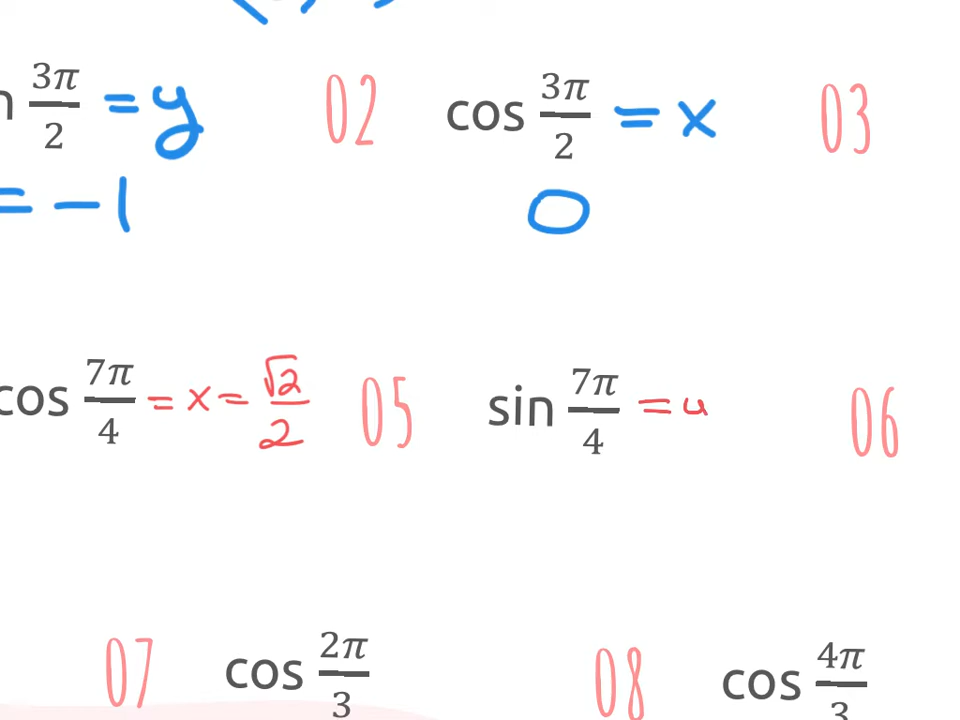 n 3π/2 = y 02 cos 3π/2 = x 03
= -1 0
cos 7π/4 = x = √2/2 05 sin 7π/4 = 06
07 cos 2π/3 08 cos 4π/3